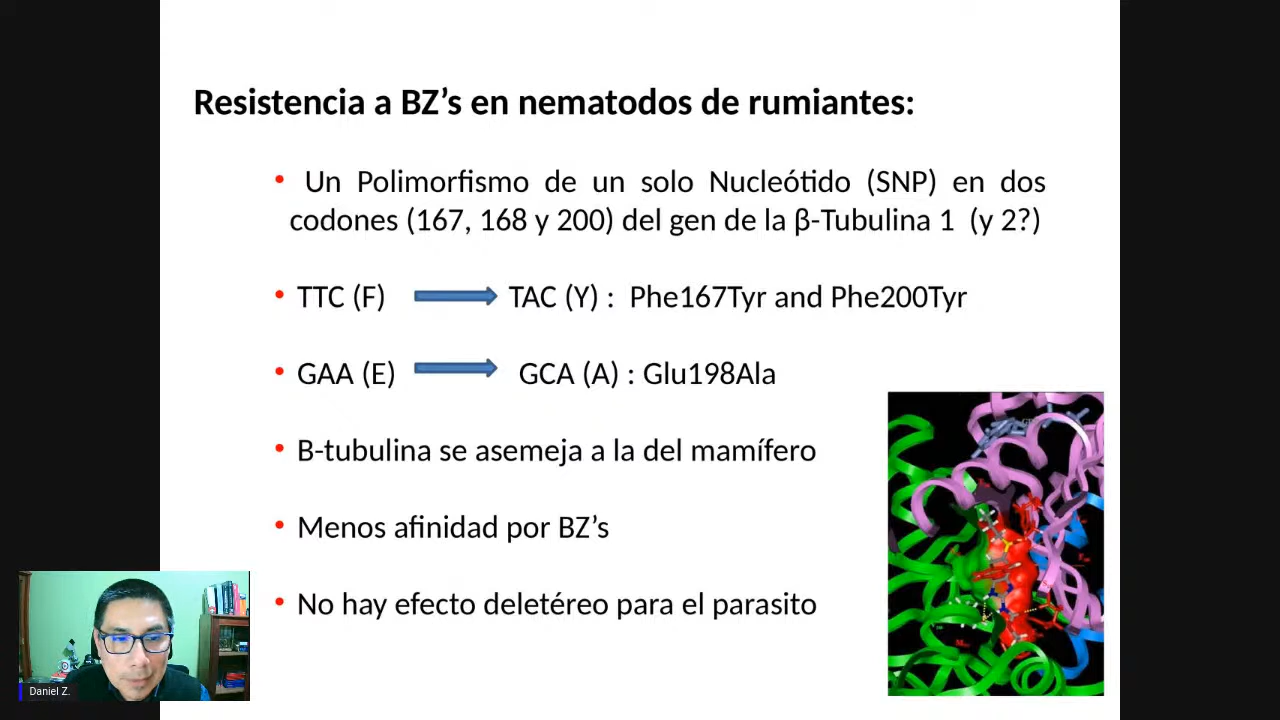 Resistencia a BZ’s en nematodos de rumiantes:
• Un Polimorfismo de un solo Nucleótido (SNP) en dos
codones (167, 168 y 200) del gen de la β-Tubulina 1 (y 2?)
• TTC (F) TAC (Y) : Phe167Tyr and Phe200Tyr
• GAA (E) GCA (A) : Glu198Ala
• B-tubulina se asemeja a la del mamífero
• Menos afinidad por BZ’s
• No hay efecto deletéreo para el parasito
Daniel Z.